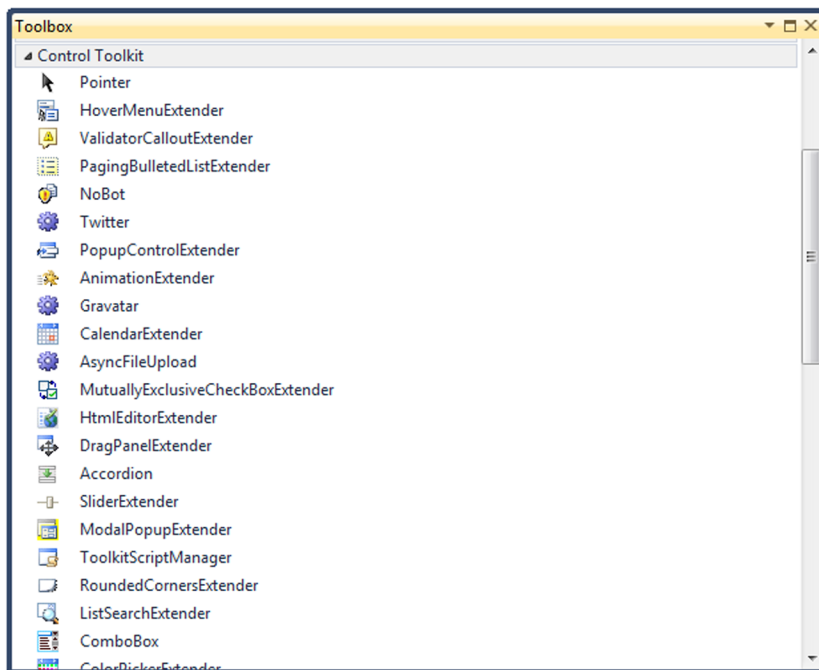 Toolbox
Control Toolkit
Pointer
HoverMenuExtender
ValidatorCalloutExtender
PagingBulletedListExtender
NoBot
Twitter
PopupControlExtender
AnimationExtender
Gravatar
CalendarExtender
AsyncFileUpload
MutuallyExclusiveCheckBoxExtender
HtmlEditorExtender
DragPanelExtender
Accordion
SliderExtender
ModalPopupExtender
ToolkitScriptManager
RoundedCornersExtender
ListSearchExtender
ComboBox
ColorPickerExtender